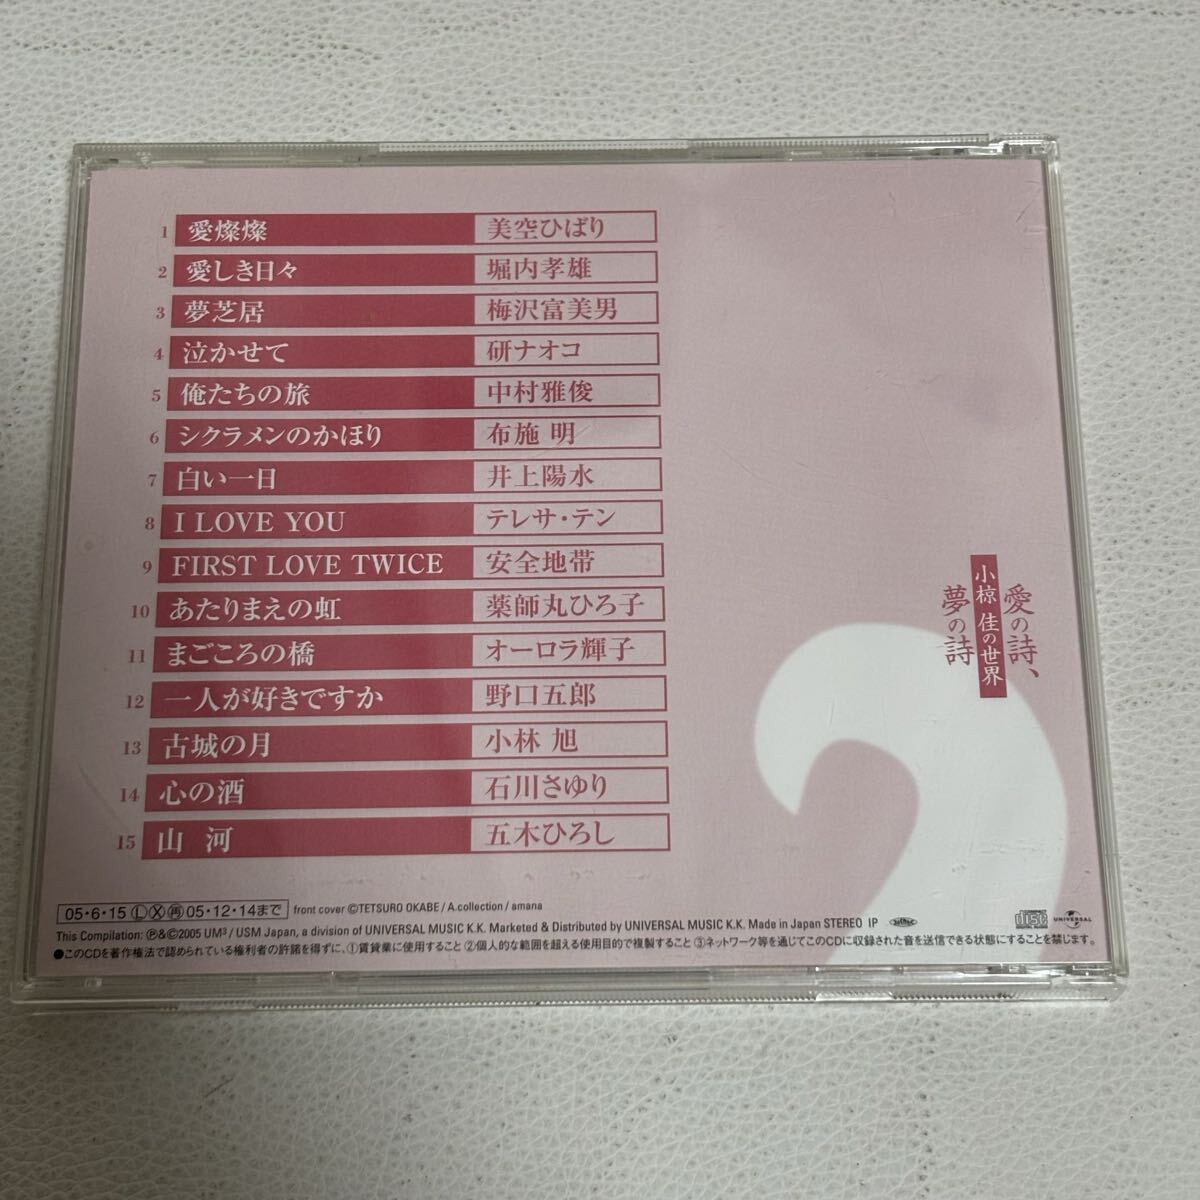 1 愛燦燦 美空ひばり
2 愛しき日々 堀内孝雄
3 夢芝居 梅沢富美男
4 泣かせて 研ナオコ
5 俺たちの旅 中村雅俊
6 シクラメンのかほり 布施 明
7 白い一日 井上陽水
8 I LOVE YOU テレサ・テン
9 FIRST LOVE TWICE 安全地帯
10 あたりまえの虹 薬師丸ひろ子
11 まごころの橋 オーロラ輝子
12 一人が好きですか 野口五郎
13 古城の月 小林 旭
14 心の酒 石川さゆり
15 山 河 五木ひろし
愛の詩、
小椋 佳の世界
夢の詩
05・6・15 Ⓛ Ⓧ ㊞05・12・14まで front cover ©TETSURO OKABE / A.collection / amana
This Compilation: ℗&©2005 UM³ / USM Japan, a division of UNIVERSAL MUSIC K.K. Marketed & Distributed by UNIVERSAL MUSIC K.K. Made in Japan STEREO IP
disc UNIVERSAL
●このCDを著作権法で認められている権利者の許諾を得ずに、①賃貸業に使用すること ②個人的な範囲を超える使用目的で複製すること ③ネットワーク等を通じてこのCDに収録された音を送信できる状態にすることを禁じます。